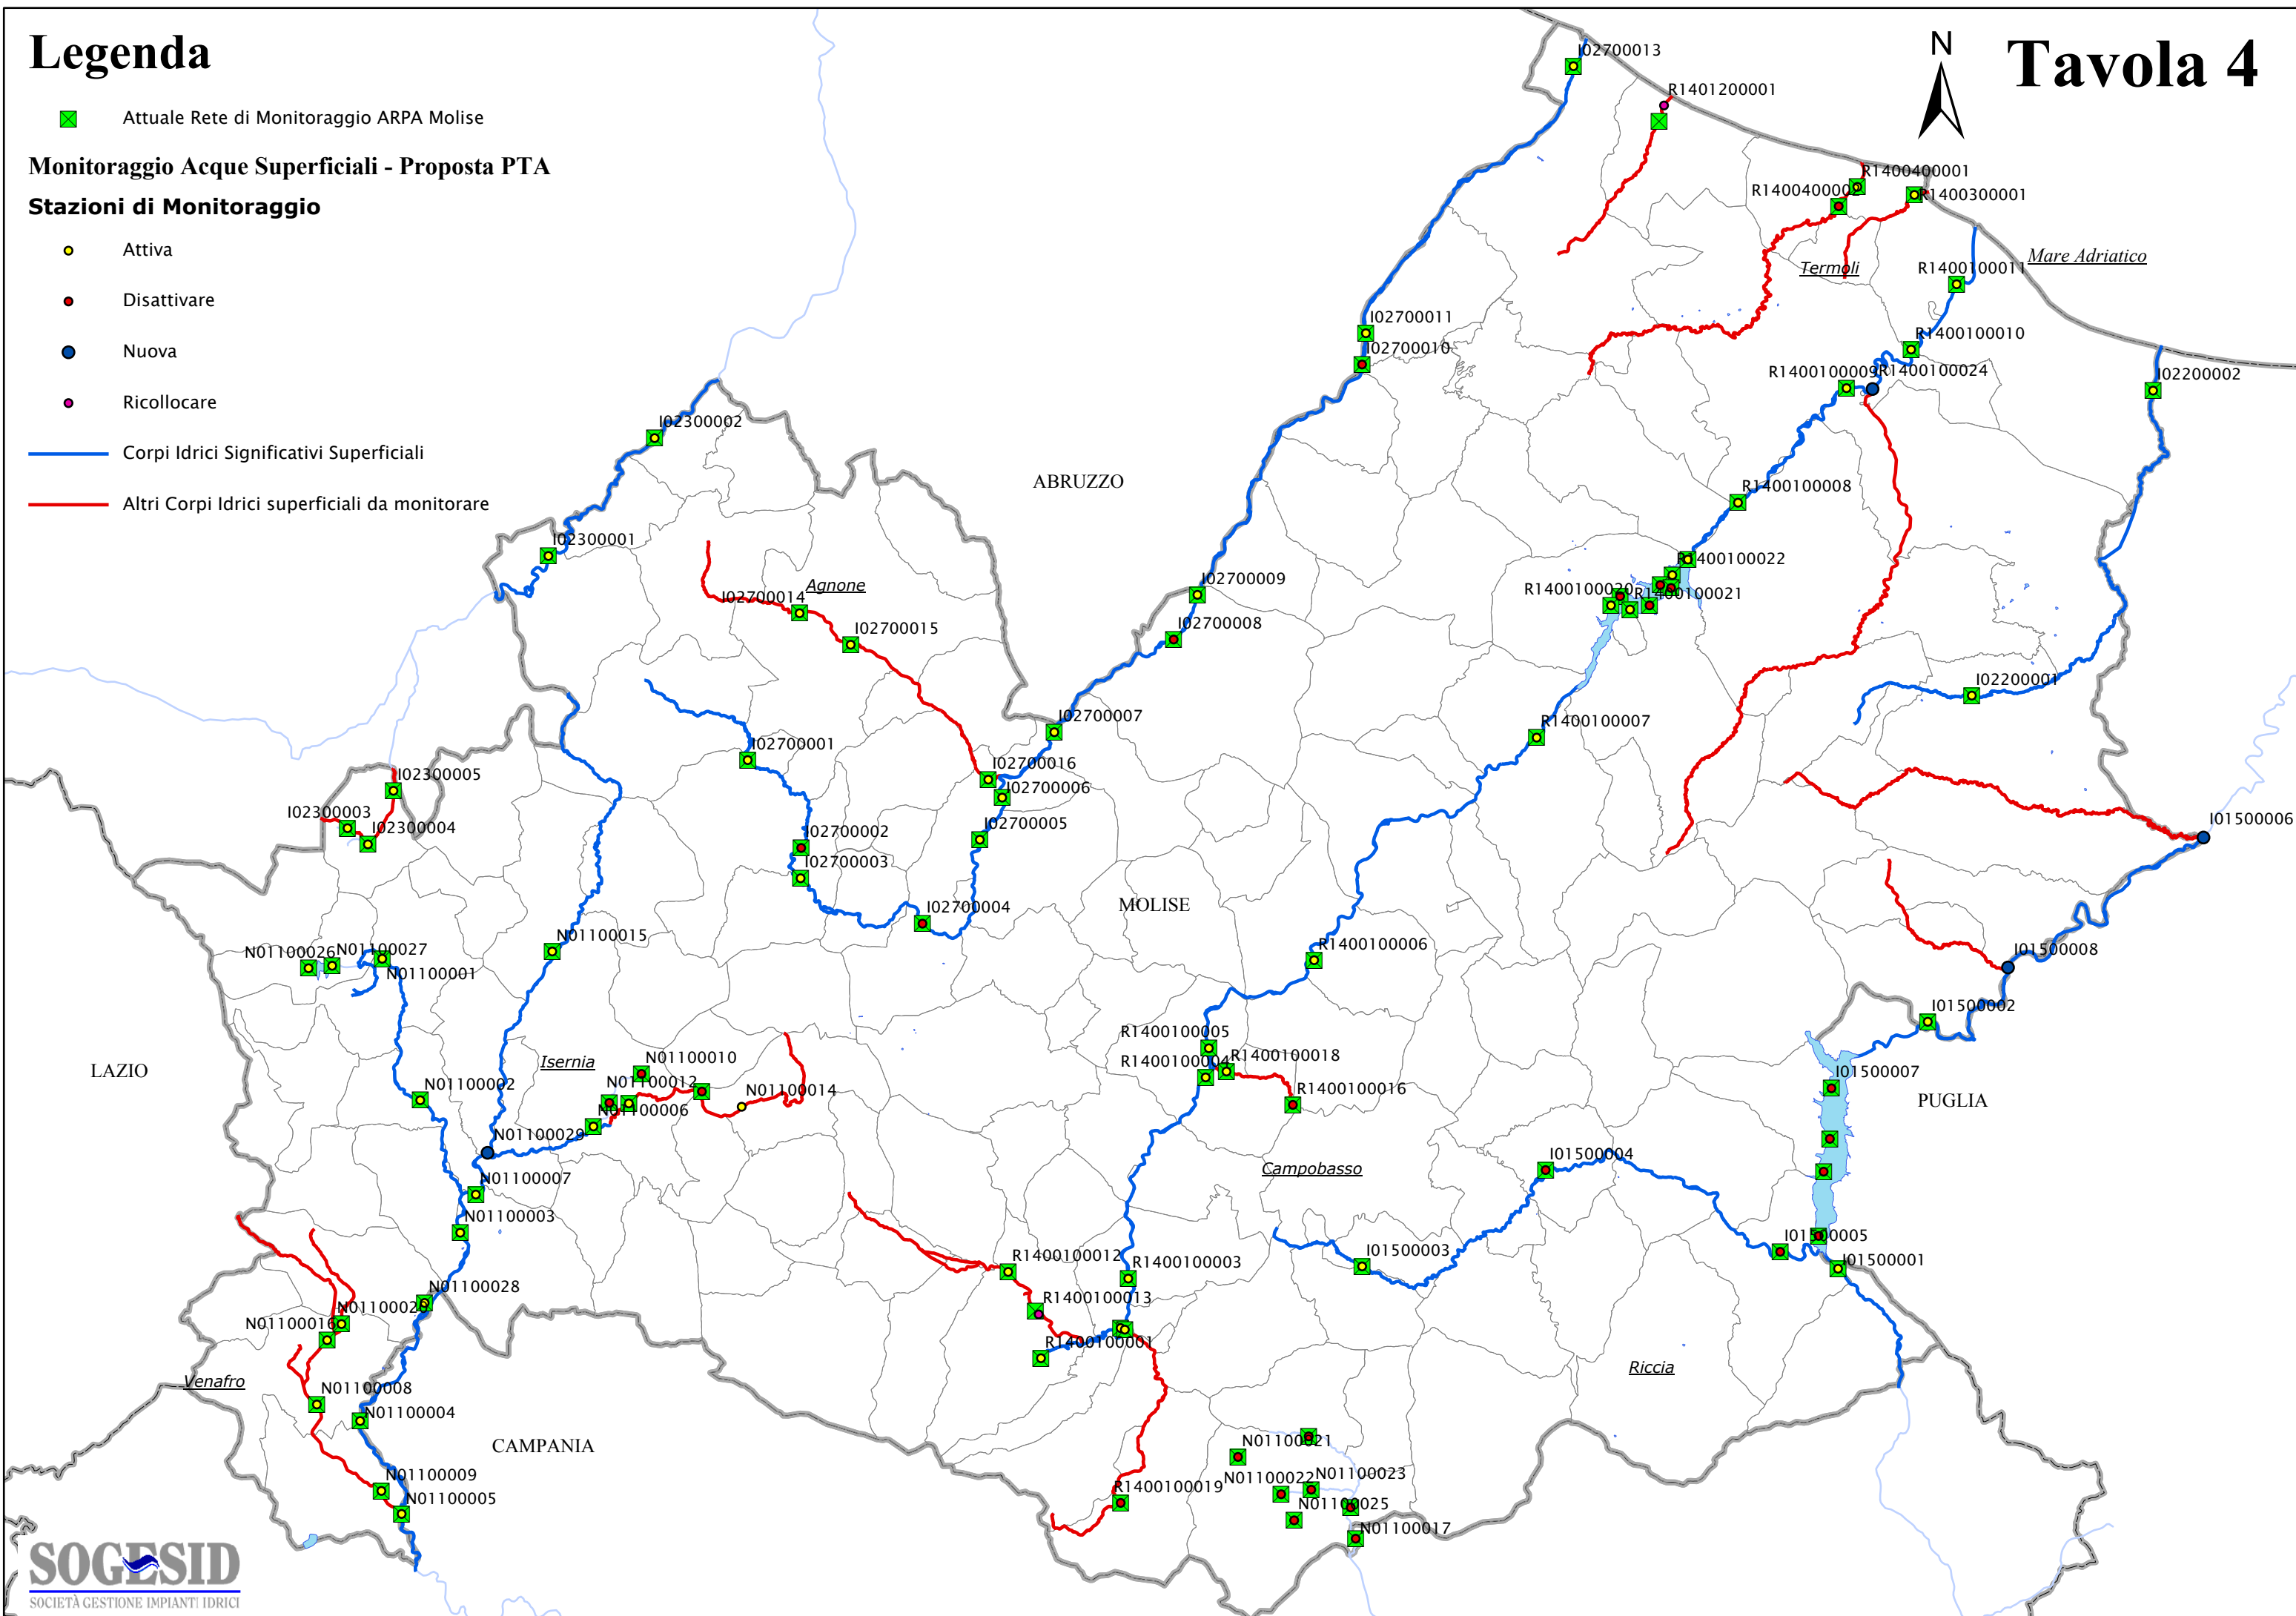 Legenda
Tavola 4
N
Attuale Rete di Monitoraggio ARPA Molise
Monitoraggio Acque Superficiali - Proposta PTA
Stazioni di Monitoraggio
Attiva
Disattivare
Nuova
Ricollocare
Corpi Idrici Significativi Superficiali
Altri Corpi Idrici superficiali da monitorare
I02700013
R1401200001
R1400400001
R1400300001
Termoli
Mare Adriatico
R1400100011
I02700011
I02700010
R1400100010
R1400100009
R1400100024
I02200002
I02300002
ABRUZZO
R1400100008
I02300001
R1400100022
I02700009
Agnone
I02700014
R1400100020
R1400100021
I02700015
I02700008
I02200001
I02700007
R1400100007
I02700001
I02700016
I02300005
I02700006
I02300003
I02300004
I02700005
I01500006
I02700002
I02700003
MOLISE
I02700004
N01100015
N01100026
N01100027
N01100001
R1400100006
I01500008
I01500002
R1400100005
R1400100004
R1400100018
LAZIO
Isernia
N01100010
N01100002
N01100012
N01100014
N01100006
R1400100016
I01500007
PUGLIA
N01100029
Campobasso
I01500004
N01100007
N01100003
R1400100012
R1400100003
I01500003
I01500005
I01500001
N01100028
R1400100013
N01100016
R1400100001
Venafro
Riccia
N01100008
N01100004
CAMPANIA
N01100021
N01100009
N01100005
R1400100019
N01100022
N01100023
N01100025
N01100017
SOGESID
SOCIETÀ GESTIONE IMPIANTI IDRICI